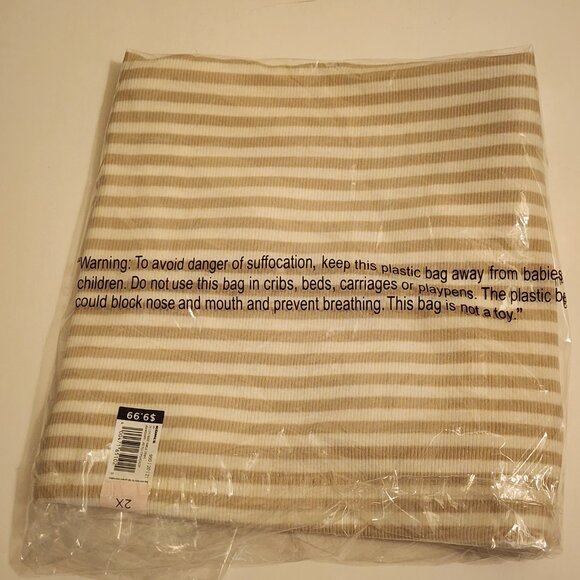 "Warning: To avoid danger of suffocation, keep this plastic bag away from babies
children. Do not use this bag in cribs, beds, carriages or playpens. The plastic b
could block nose and mouth and prevent breathing. This bag is not a toy."
$9.99
2X